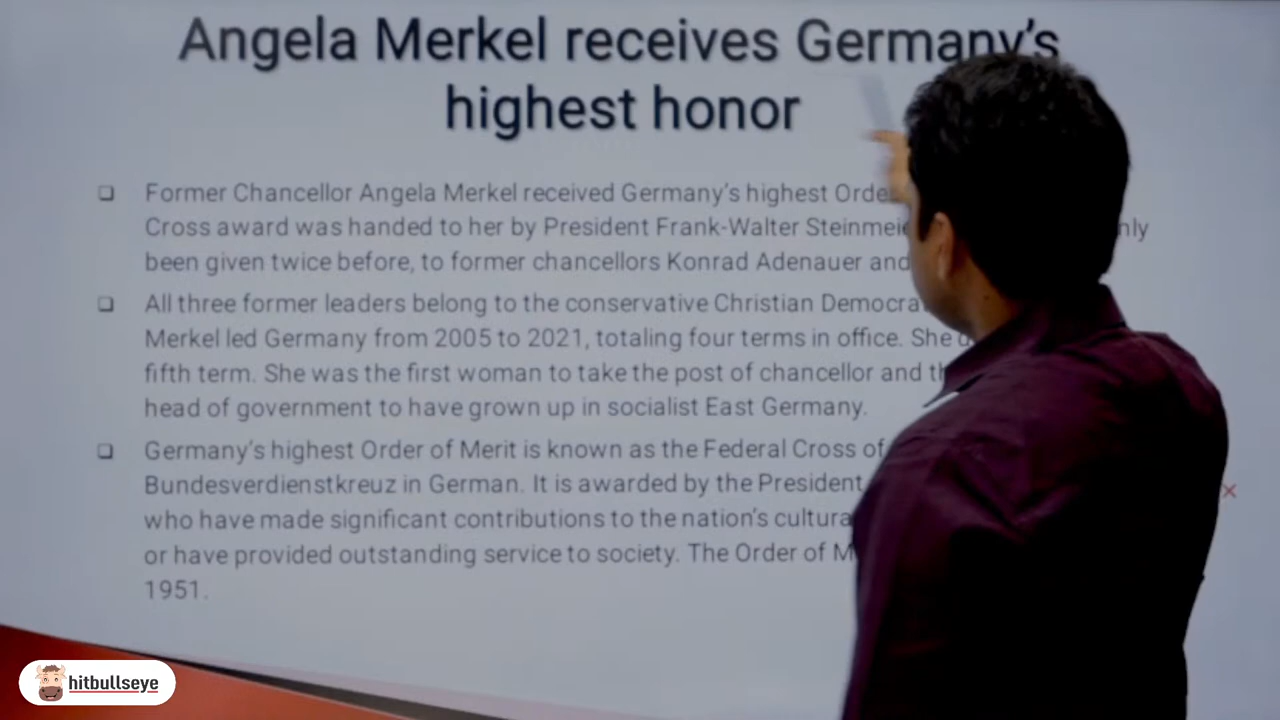 Angela Merkel receives Germany's
highest honor
❑ Former Chancellor Angela Merkel received Germany's highest
Cross award was handed to her by President Frank-Walter
been given twice before, to former chancellors Konrad Adenauer and
❑ All three former leaders belong to the conservative Christian
Merkel led Germany from 2005 to 2021, totaling four terms in office. She
fifth term. She was the first woman to take the post of chancellor and
head of government to have grown up in socialist East Germany.
❑ Germany's highest Order of Merit is known as the Federal Cross of
Bundesverdienstkreuz in German. It is awarded by the President
who have made significant contributions to the nation's
or have provided outstanding service to society. The Order of
1951.
hitbullseye